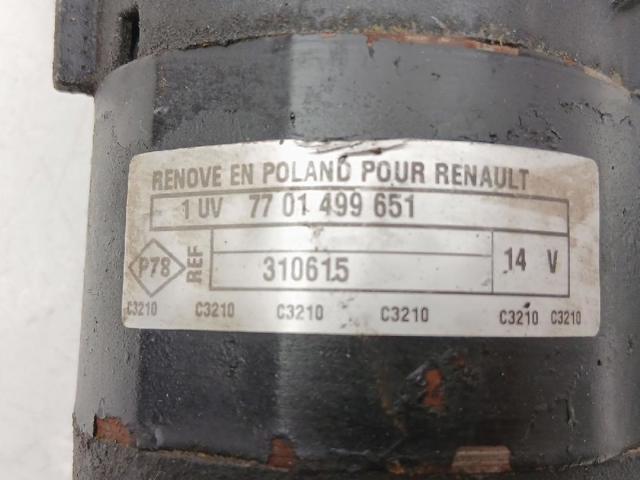 RENOVE EN POLAND POUR RENAULT
1 UV 77 01 499 651
P78 REF 310615 14 V
C3210 C3210 C3210 C3210 C3210 C3210